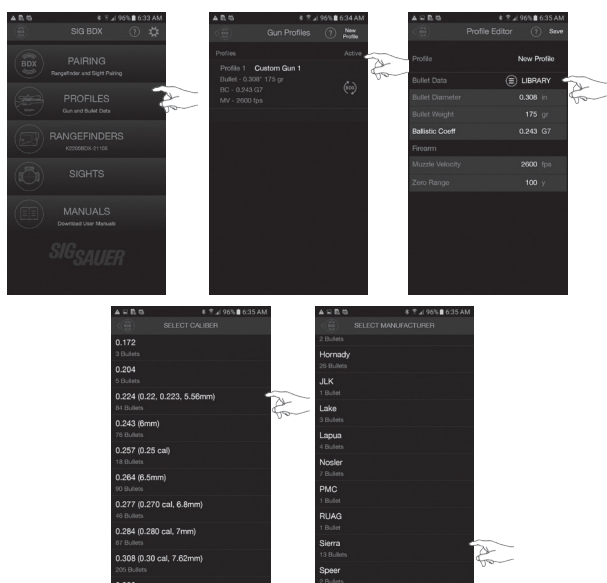 96% 6:33 AM
SIG BDX
?
BDX
PAIRING
Rangefinder and Sight Pairing
PROFILES
Gun and Bullet Data
RANGEFINDERS
K2200BDX-21108
SIGHTS
MANUALS
Download User Manuals
SIG SAUER
96% 6:34 AM
Gun Profiles
?
New Profile
Profiles
Active
Profile 1 Custom Gun 1
Bullet - 0.308" 175 gr
BC - 0.243 G7
MV - 2600 fps
BDX
96% 6:35 AM
Profile Editor
?
Save
Profile
New Profile
Bullet Data
LIBRARY
Bullet Diameter 0.308 in
Bullet Weight 175 gr
Ballistic Coeff 0.243 G7
Firearm
Muzzle Velocity 2600 fps
Zero Range 100 y
96% 6:35 AM
SELECT CALIBER
0.172
3 Bullets
0.204
5 Bullets
0.224 (0.22, 0.223, 5.56mm)
84 Bullets
0.243 (6mm)
76 Bullets
0.257 (0.25 cal)
18 Bullets
0.264 (6.5mm)
90 Bullets
0.277 (0.270 cal, 6.8mm)
46 Bullets
0.284 (0.280 cal, 7mm)
87 Bullets
0.308 (0.30 cal, 7.62mm)
205 Bullets
96% 6:35 AM
SELECT MANUFACTURER
2 Bullets
Hornady
25 Bullets
JLK
1 Bullet
Lake
3 Bullets
Lapua
4 Bullets
Nosler
7 Bullets
PMC
1 Bullet
RUAG
1 Bullet
Sierra
13 Bullets
Speer
2 Bullets